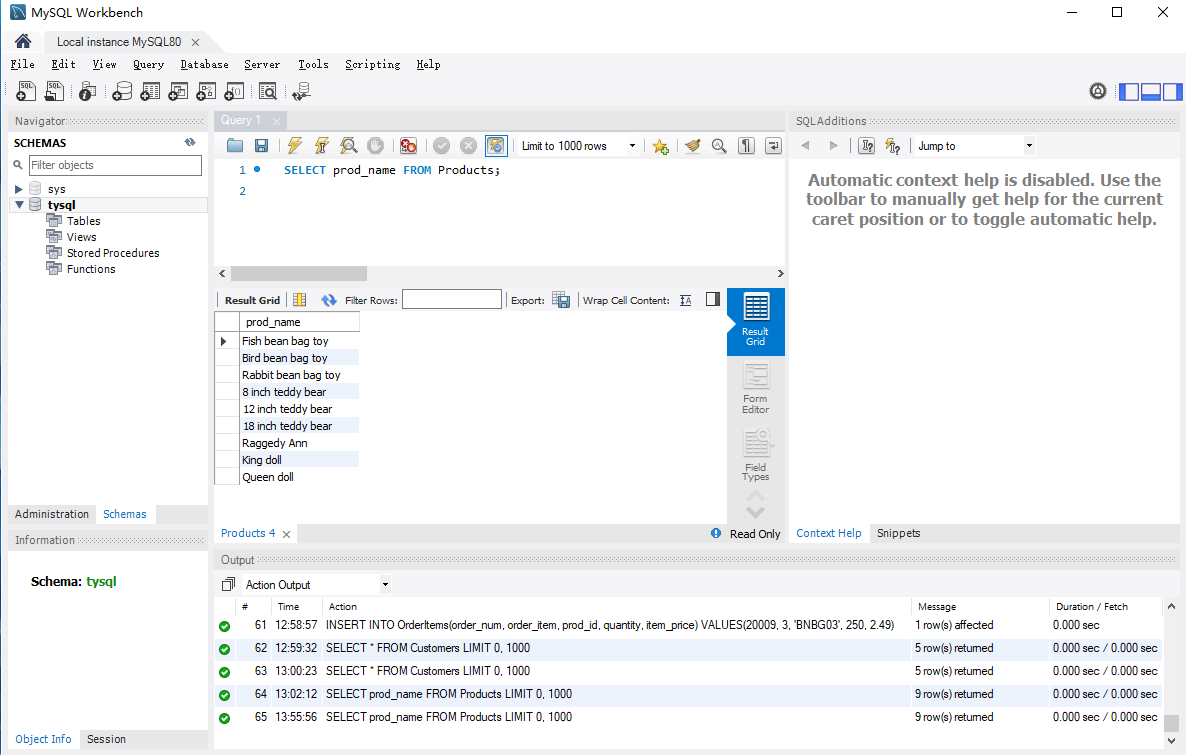 MySQL Workbench
Local instance MySQL80
File Edit View Query Database Server Tools Scripting Help
Navigator
SCHEMAS
Filter objects
sys
tysql
Tables
Views
Stored Procedures
Functions
Administration Schemas
Information
Schema: tysql
Object Info Session
Query 1
Limit to 1000 rows
1 SELECT prod_name FROM Products;
2
Result Grid Filter Rows: Export: Wrap Cell Content:
prod_name
Fish bean bag toy
Bird bean bag toy
Rabbit bean bag toy
8 inch teddy bear
12 inch teddy bear
18 inch teddy bear
Raggedy Ann
King doll
Queen doll
Result
Grid
Form
Editor
Field
Types
Products 4
Read Only
SQLAdditions
Jump to
Automatic context help is disabled. Use the
toolbar to manually get help for the current
caret position or to toggle automatic help.
Context Help Snippets
Output
Action Output
# Time Action Message Duration / Fetch
61 12:58:57 INSERT INTO OrderItems(order_num, order_item, prod_id, quantity, item_price) VALUES(20009, 3, 'BNBG03', 250, 2.49) 1 row(s) affected 0.000 sec
62 12:59:32 SELECT * FROM Customers LIMIT 0, 1000 5 row(s) returned 0.000 sec / 0.000 sec
63 13:00:23 SELECT * FROM Customers LIMIT 0, 1000 5 row(s) returned 0.000 sec / 0.000 sec
64 13:02:12 SELECT prod_name FROM Products LIMIT 0, 1000 9 row(s) returned 0.000 sec / 0.000 sec
65 13:55:56 SELECT prod_name FROM Products LIMIT 0, 1000 9 row(s) returned 0.000 sec / 0.000 sec